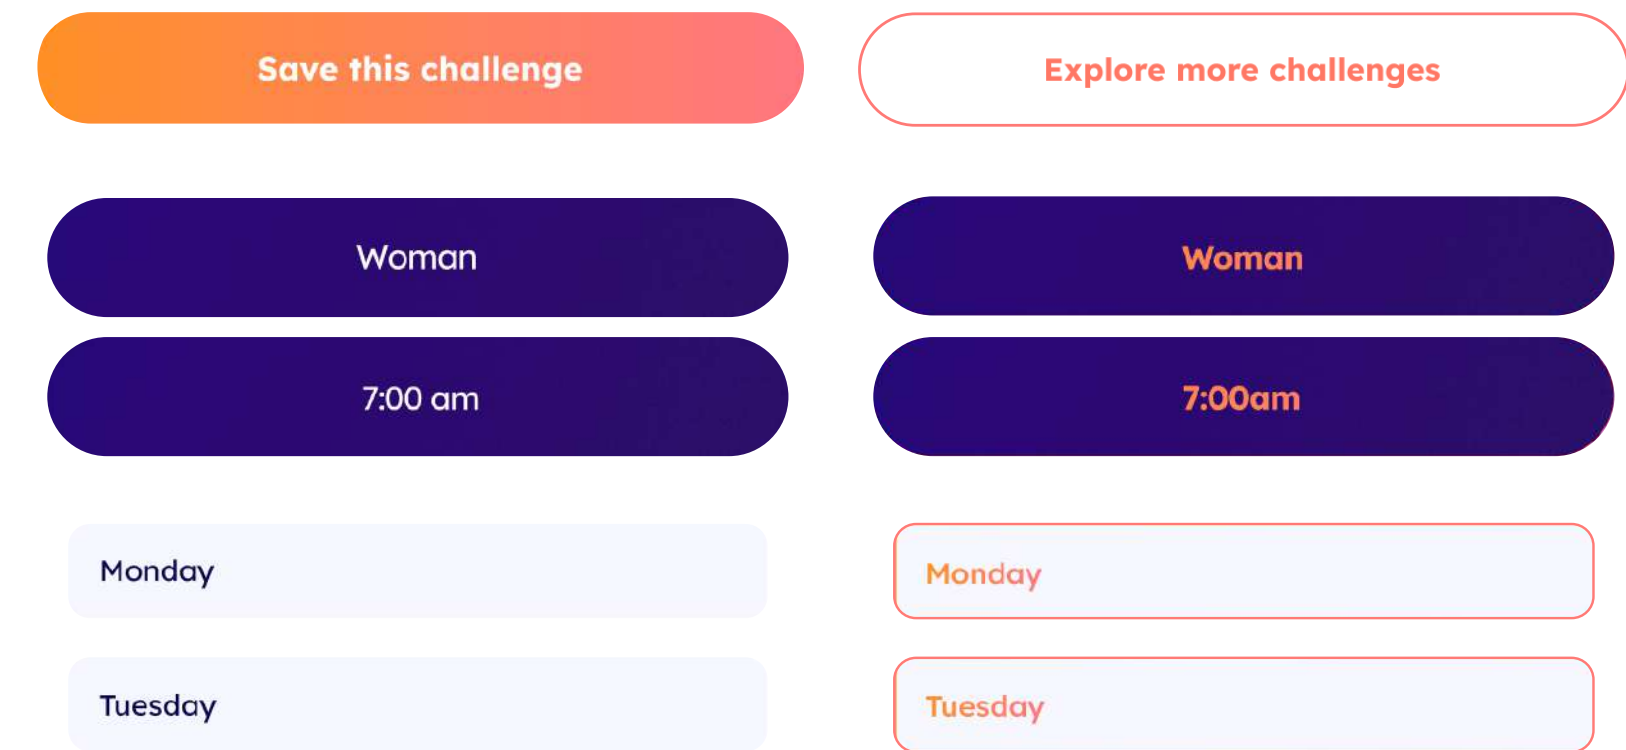 Save this challenge
Explore more challenges
Woman
Woman
7:00 am
7:00am
Monday
Monday
Tuesday
Tuesday